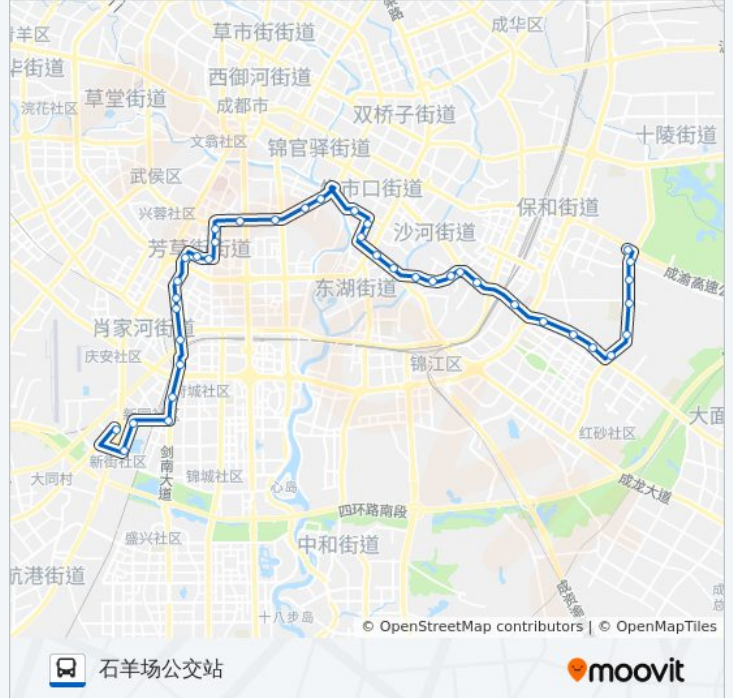 草市街街道
成华区
西御河街道
草堂街道
成都市
浣花社区
双桥子街道
文翁社区
锦官驿街道
十陵街道
武侯区
市口街道
兴蓉社区
保和街道
沙河街道
芳草街街道
成渝高速公
东湖街道
肖家河街道
庆安社区
锦江区
府城社区
大面
红砂社区
新街社区
剑南大道
大同村
锦城社区
心岛
成龙大道
四环路南段
盛兴社区
中和街道
航港街道
十八步岛
© OpenStreetMap contributors | © OpenMapTiles
石羊场公交站
moovit